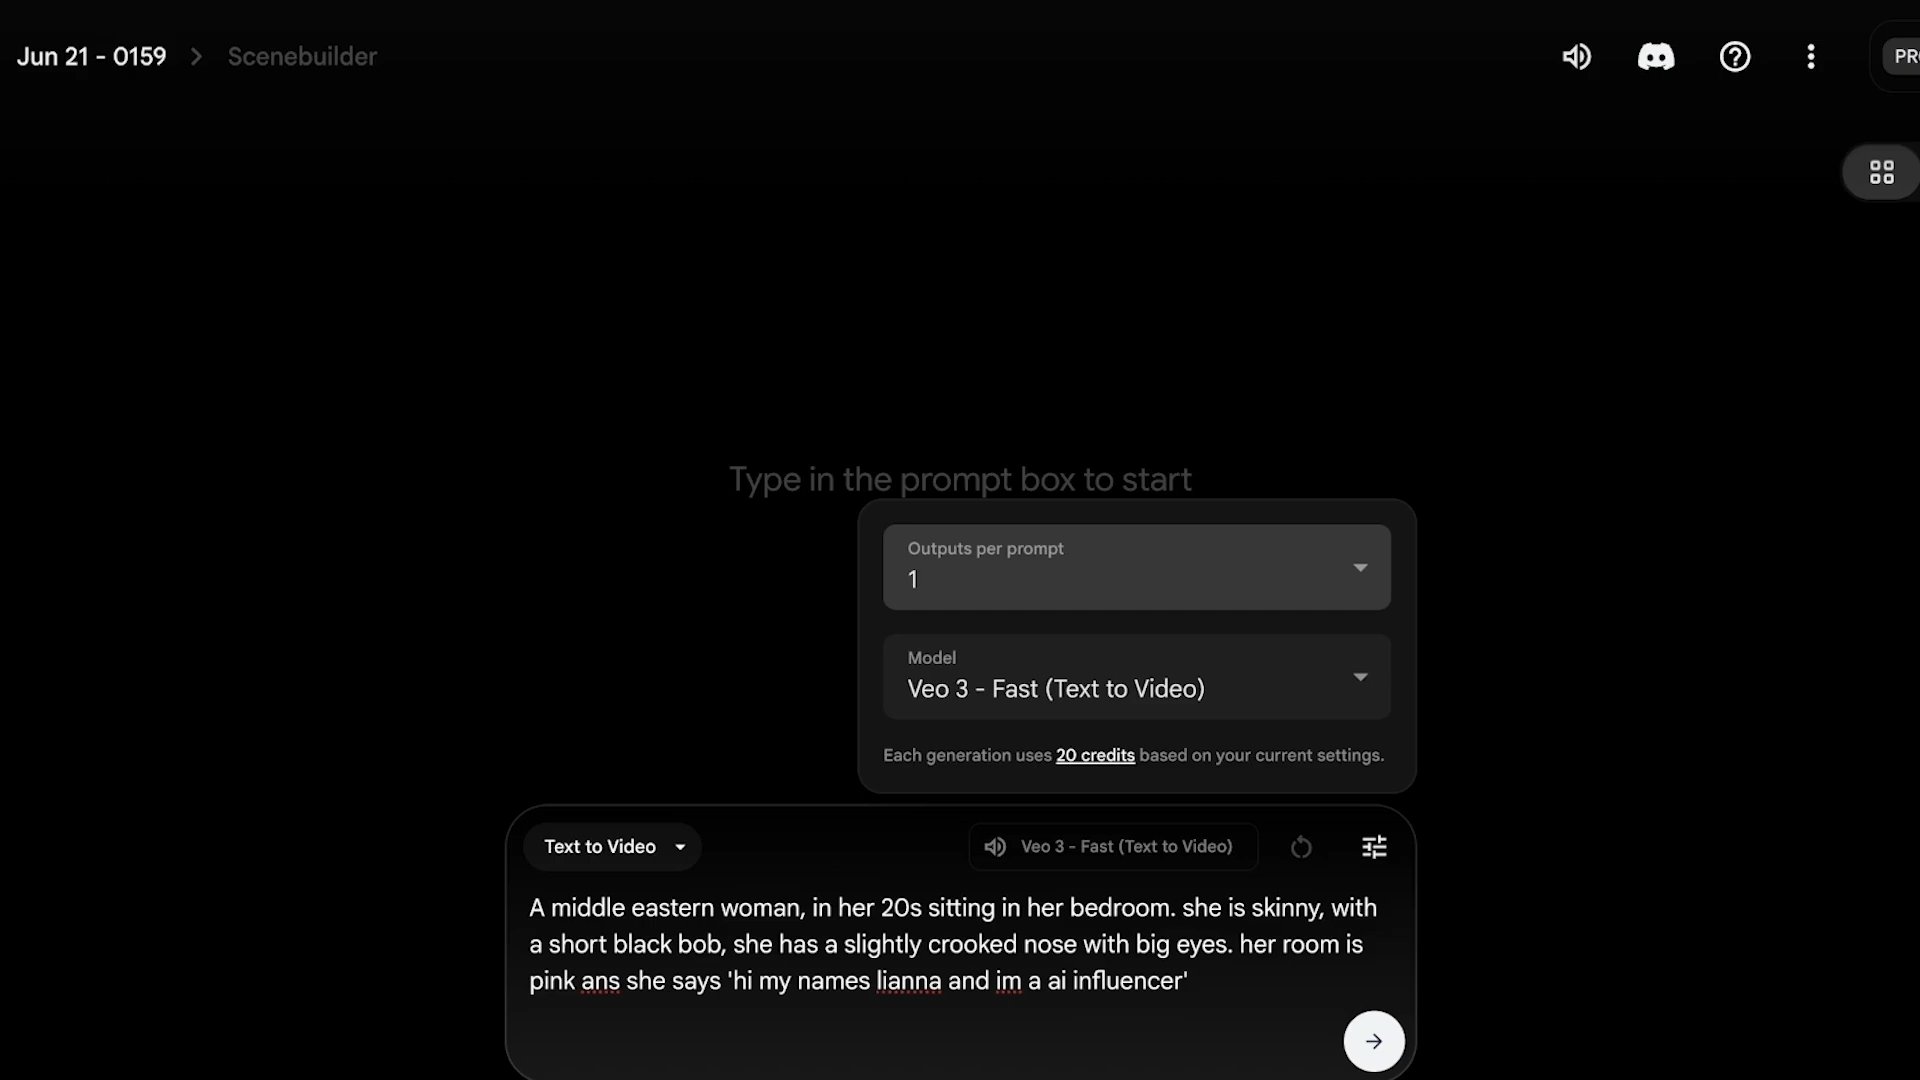 Jun 21 - 0159 > Scenebuilder
PRO
Type in the prompt box to start
Outputs per prompt
1
Model
Veo 3 - Fast (Text to Video)
Each generation uses 20 credits based on your current settings.
Text to Video
Veo 3 - Fast (Text to Video)
A middle eastern woman, in her 20s sitting in her bedroom. she is skinny, with
a short black bob, she has a slightly crooked nose with big eyes. her room is
pink ans she says 'hi my names lianna and im a ai influencer'